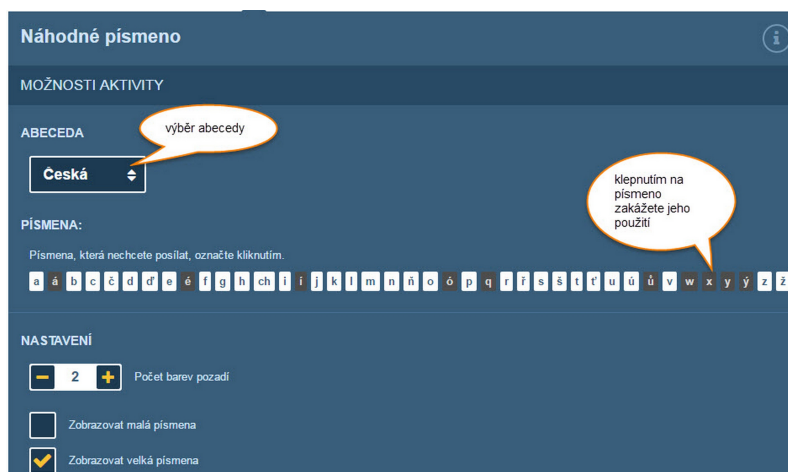 Náhodné písmeno
MOŽNOSTI AKTIVITY
ABECEDA
výběr abecedy
Česká
klepnutím na
písmeno
zakážete jeho
použití
PÍSMENA:
Písmena, která nechcete posílat, označte kliknutím.
a á b c č d ď e é f g h ch i í j k l m n ň o ó p q r ř s š t ť u ú ů v w x y ý z ž
NASTAVENÍ
2 Počet barev pozadí
Zobrazovat malá písmena
Zobrazovat velká písmena